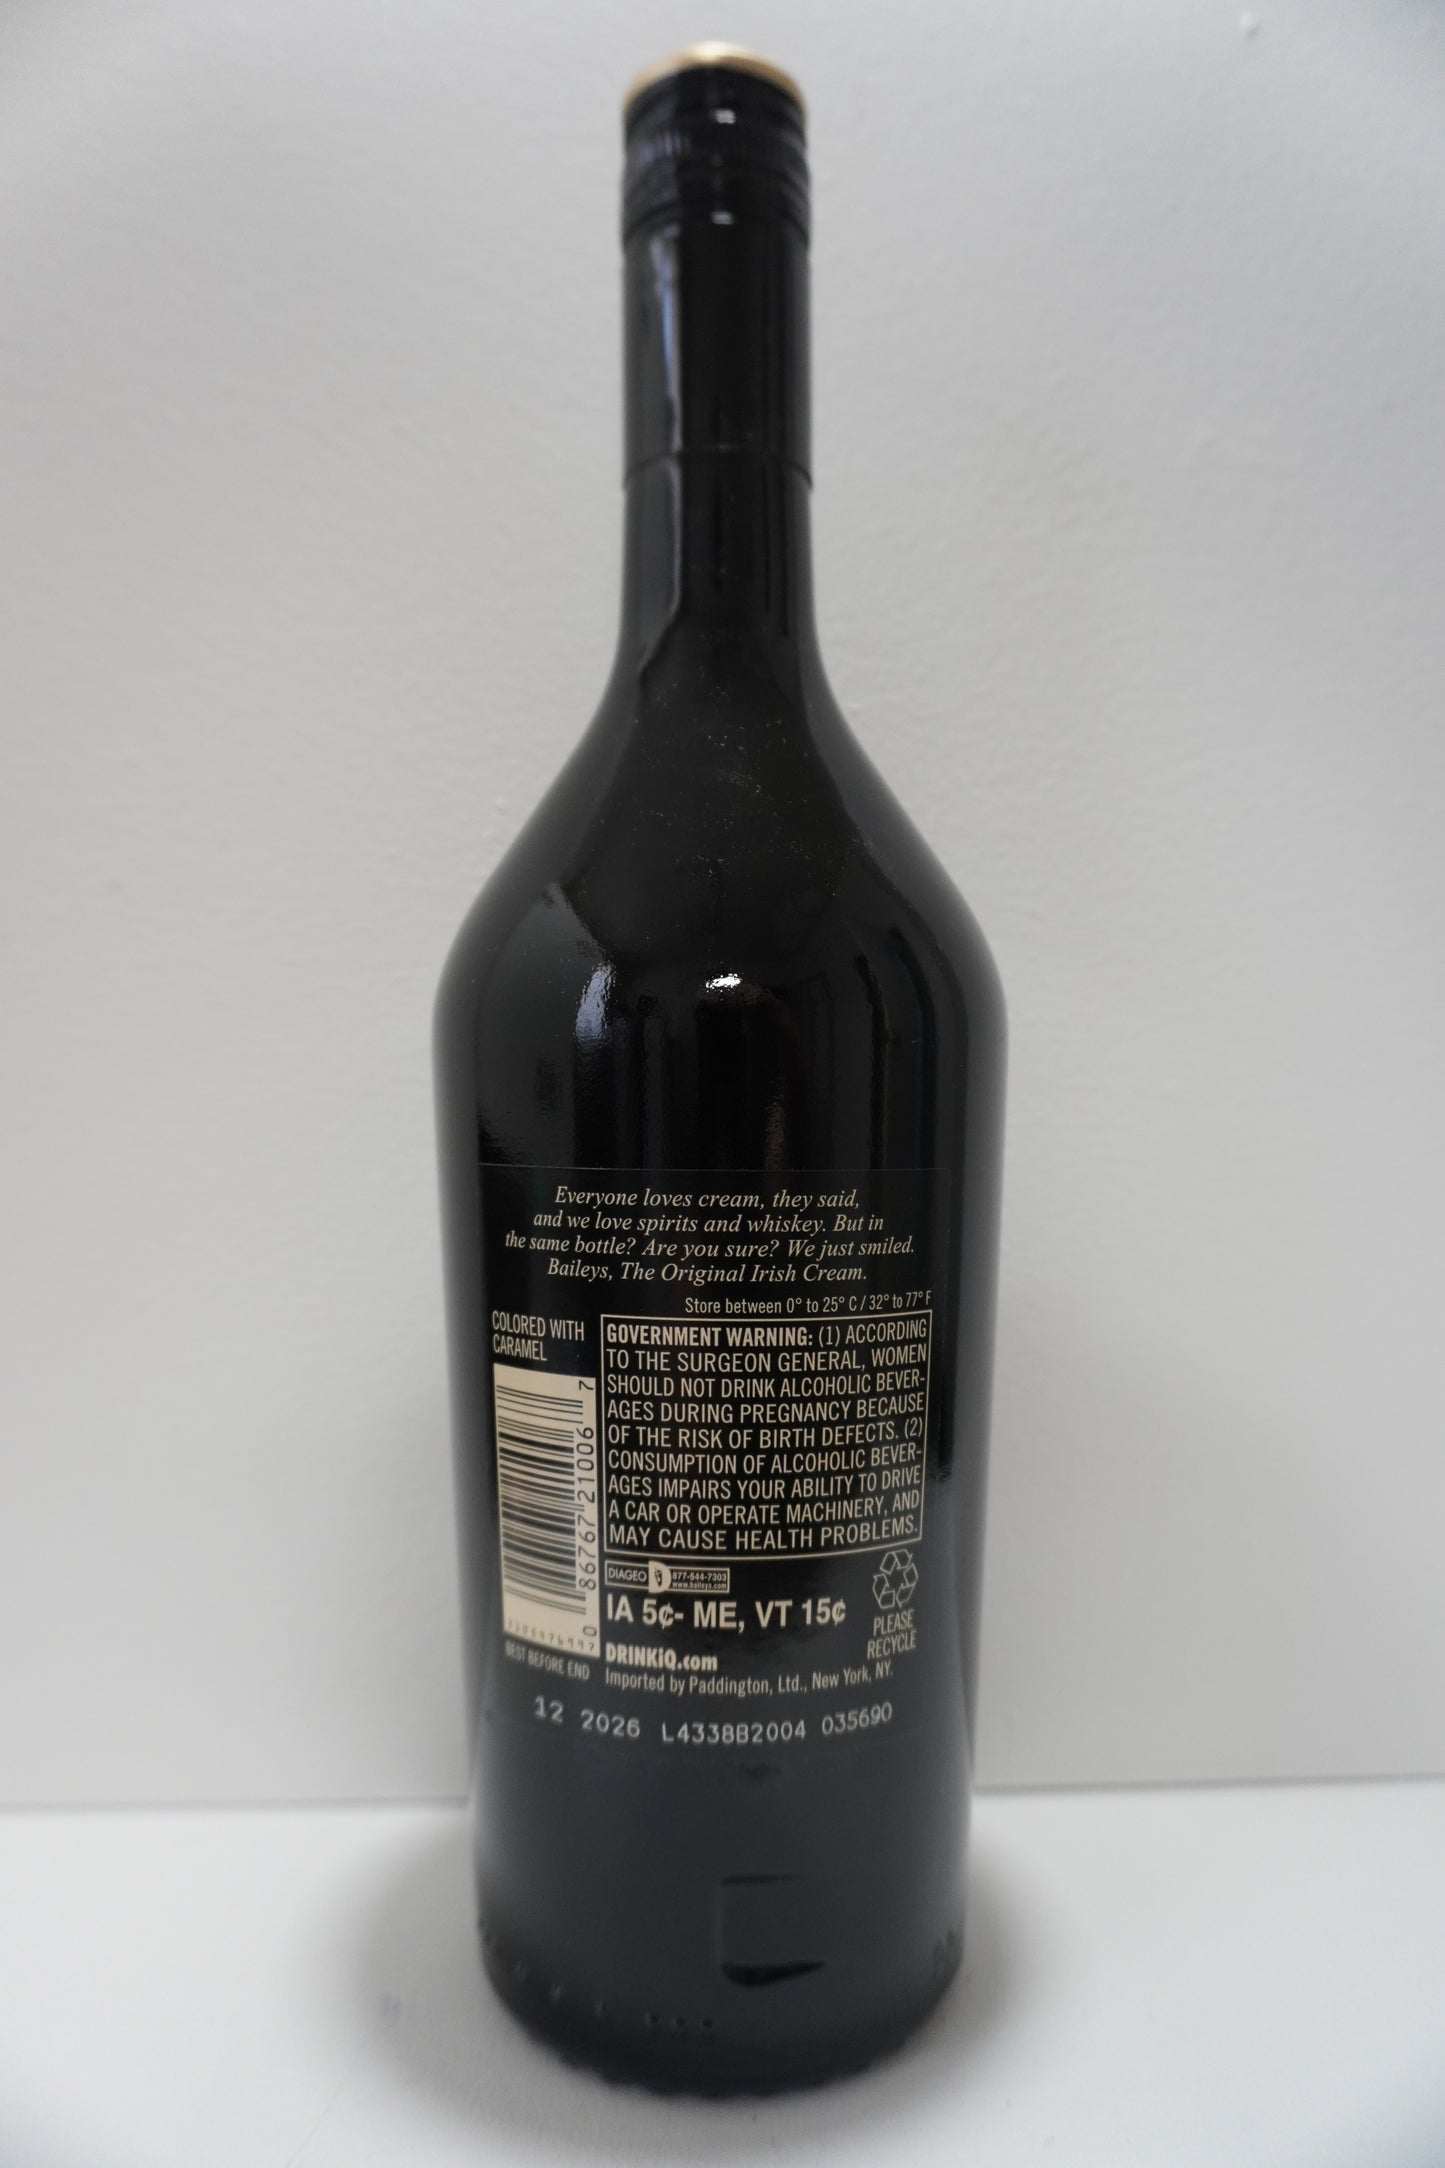 Everyone loves cream, they said,
and we love spirits and whiskey. But in
the same bottle? Are you sure? We just smiled.
Baileys, The Original Irish Cream.
Store between 0° to 25° C / 32° to 77° F
COLORED WITH
CARAMEL
GOVERNMENT WARNING: (1) ACCORDING
TO THE SURGEON GENERAL, WOMEN
SHOULD NOT DRINK ALCOHOLIC BEVER-
AGES DURING PREGNANCY BECAUSE
OF THE RISK OF BIRTH DEFECTS. (2)
CONSUMPTION OF ALCOHOLIC BEVER-
AGES IMPAIRS YOUR ABILITY TO DRIVE
A CAR OR OPERATE MACHINERY, AND
MAY CAUSE HEALTH PROBLEMS.
0 86767 21006 7
DIAGEO 877-544-7303
www.baileys.com
IA 5¢- ME, VT 15¢
PLEASE
RECYCLE
DRINKiQ.com
Imported by Paddington, Ltd., New York, NY.
BEST BEFORE END
12 2026 L4338B2004 035690